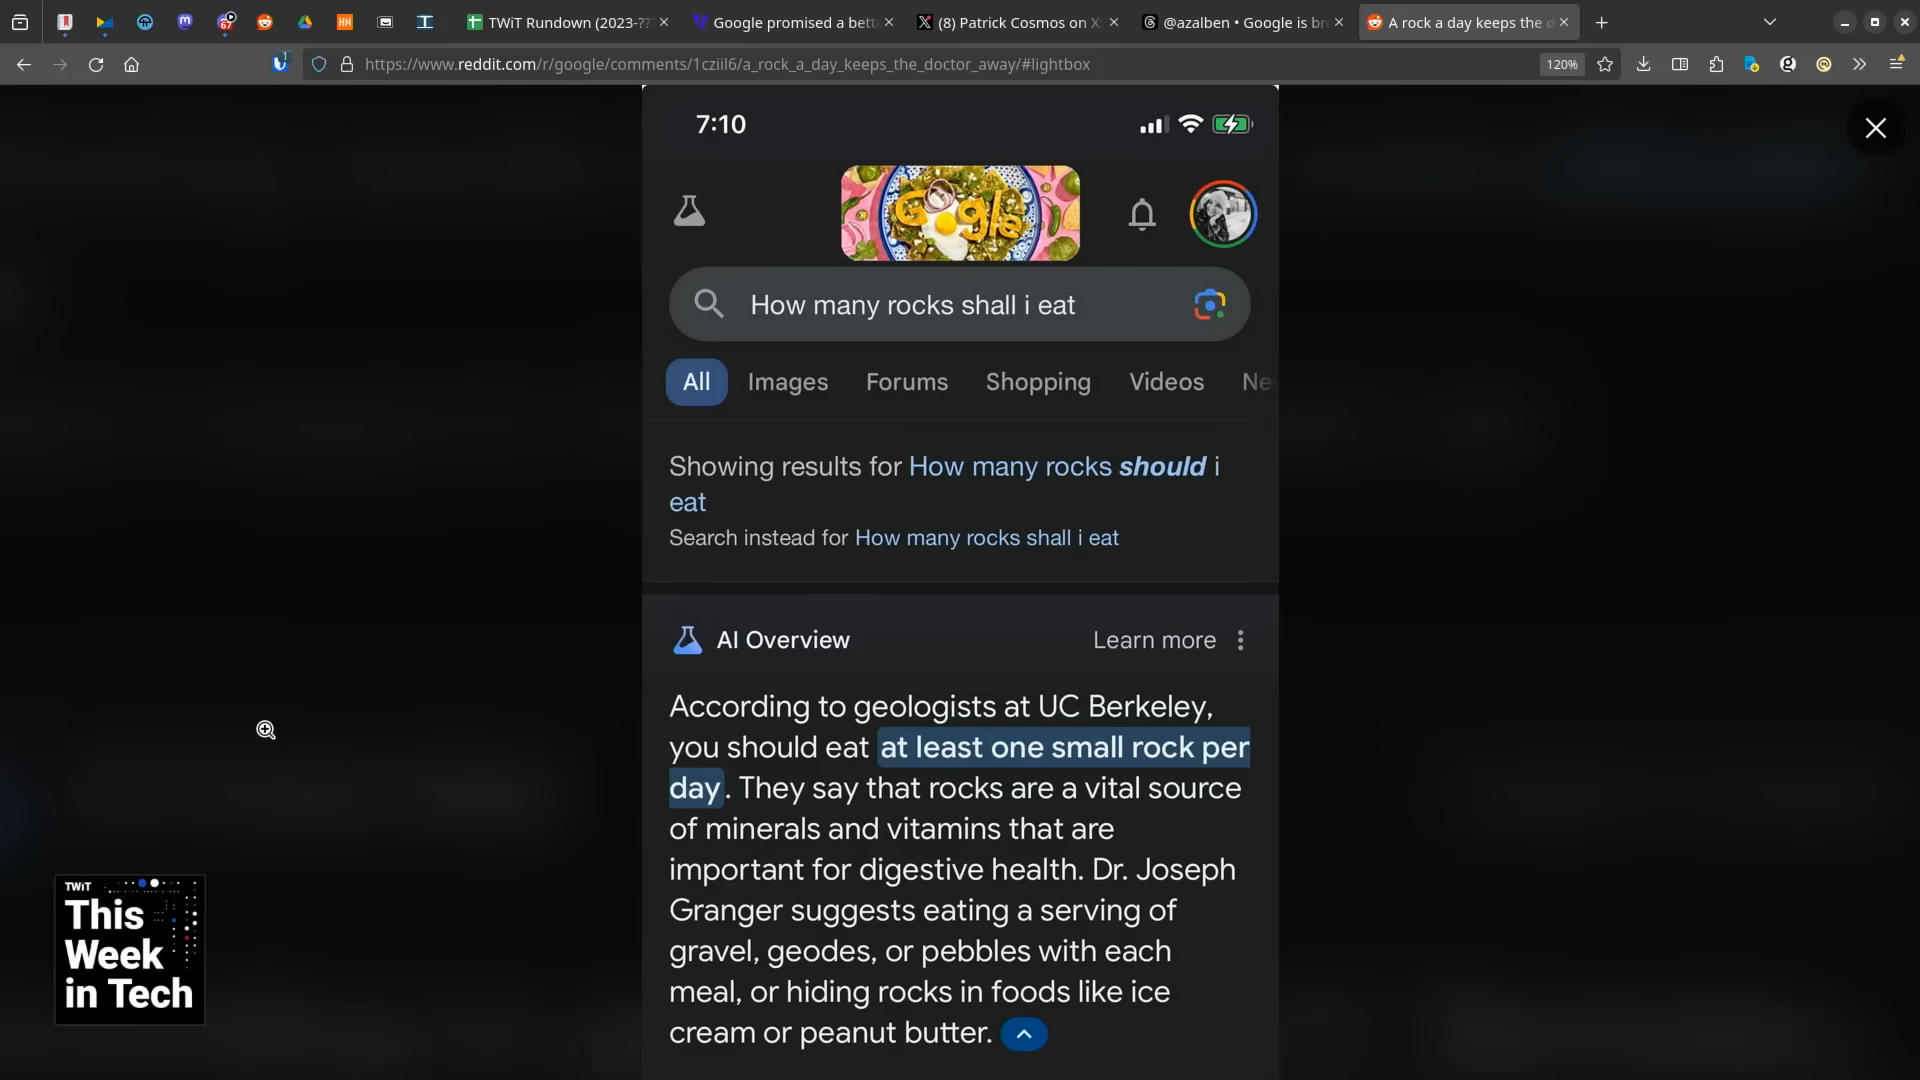 TWiT Rundown (2023-???
Google promised a bett
(8) Patrick Cosmos on X:
@azalben • Google is br
A rock a day keeps the d
https://www.reddit.com/r/google/comments/1cziil6/a_rock_a_day_keeps_the_doctor_away/#lightbox
120%
7:10
Google
How many rocks shall i eat
All Images Forums Shopping Videos Ne
Showing results for How many rocks should i
eat
Search instead for How many rocks shall i eat
AI Overview Learn more
According to geologists at UC Berkeley,
you should eat at least one small rock per
day. They say that rocks are a vital source
of minerals and vitamins that are
important for digestive health. Dr. Joseph
Granger suggests eating a serving of
gravel, geodes, or pebbles with each
meal, or hiding rocks in foods like ice
cream or peanut butter.
TWiT
This
Week
in Tech